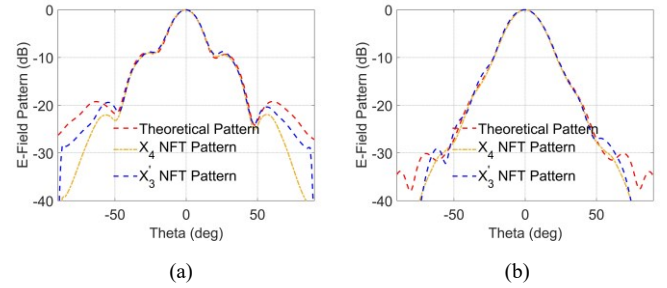 0
-10
-20
-30
-40
E-Field Pattern (dB)
Theoretical Pattern
X4 NFT Pattern
X'3 NFT Pattern
-50
0
50
Theta (deg)
(a)
0
-10
-20
-30
-40
E-Field Pattern (dB)
Theoretical Pattern
X4 NFT Pattern
X'3 NFT Pattern
-50
0
50
Theta (deg)
(b)